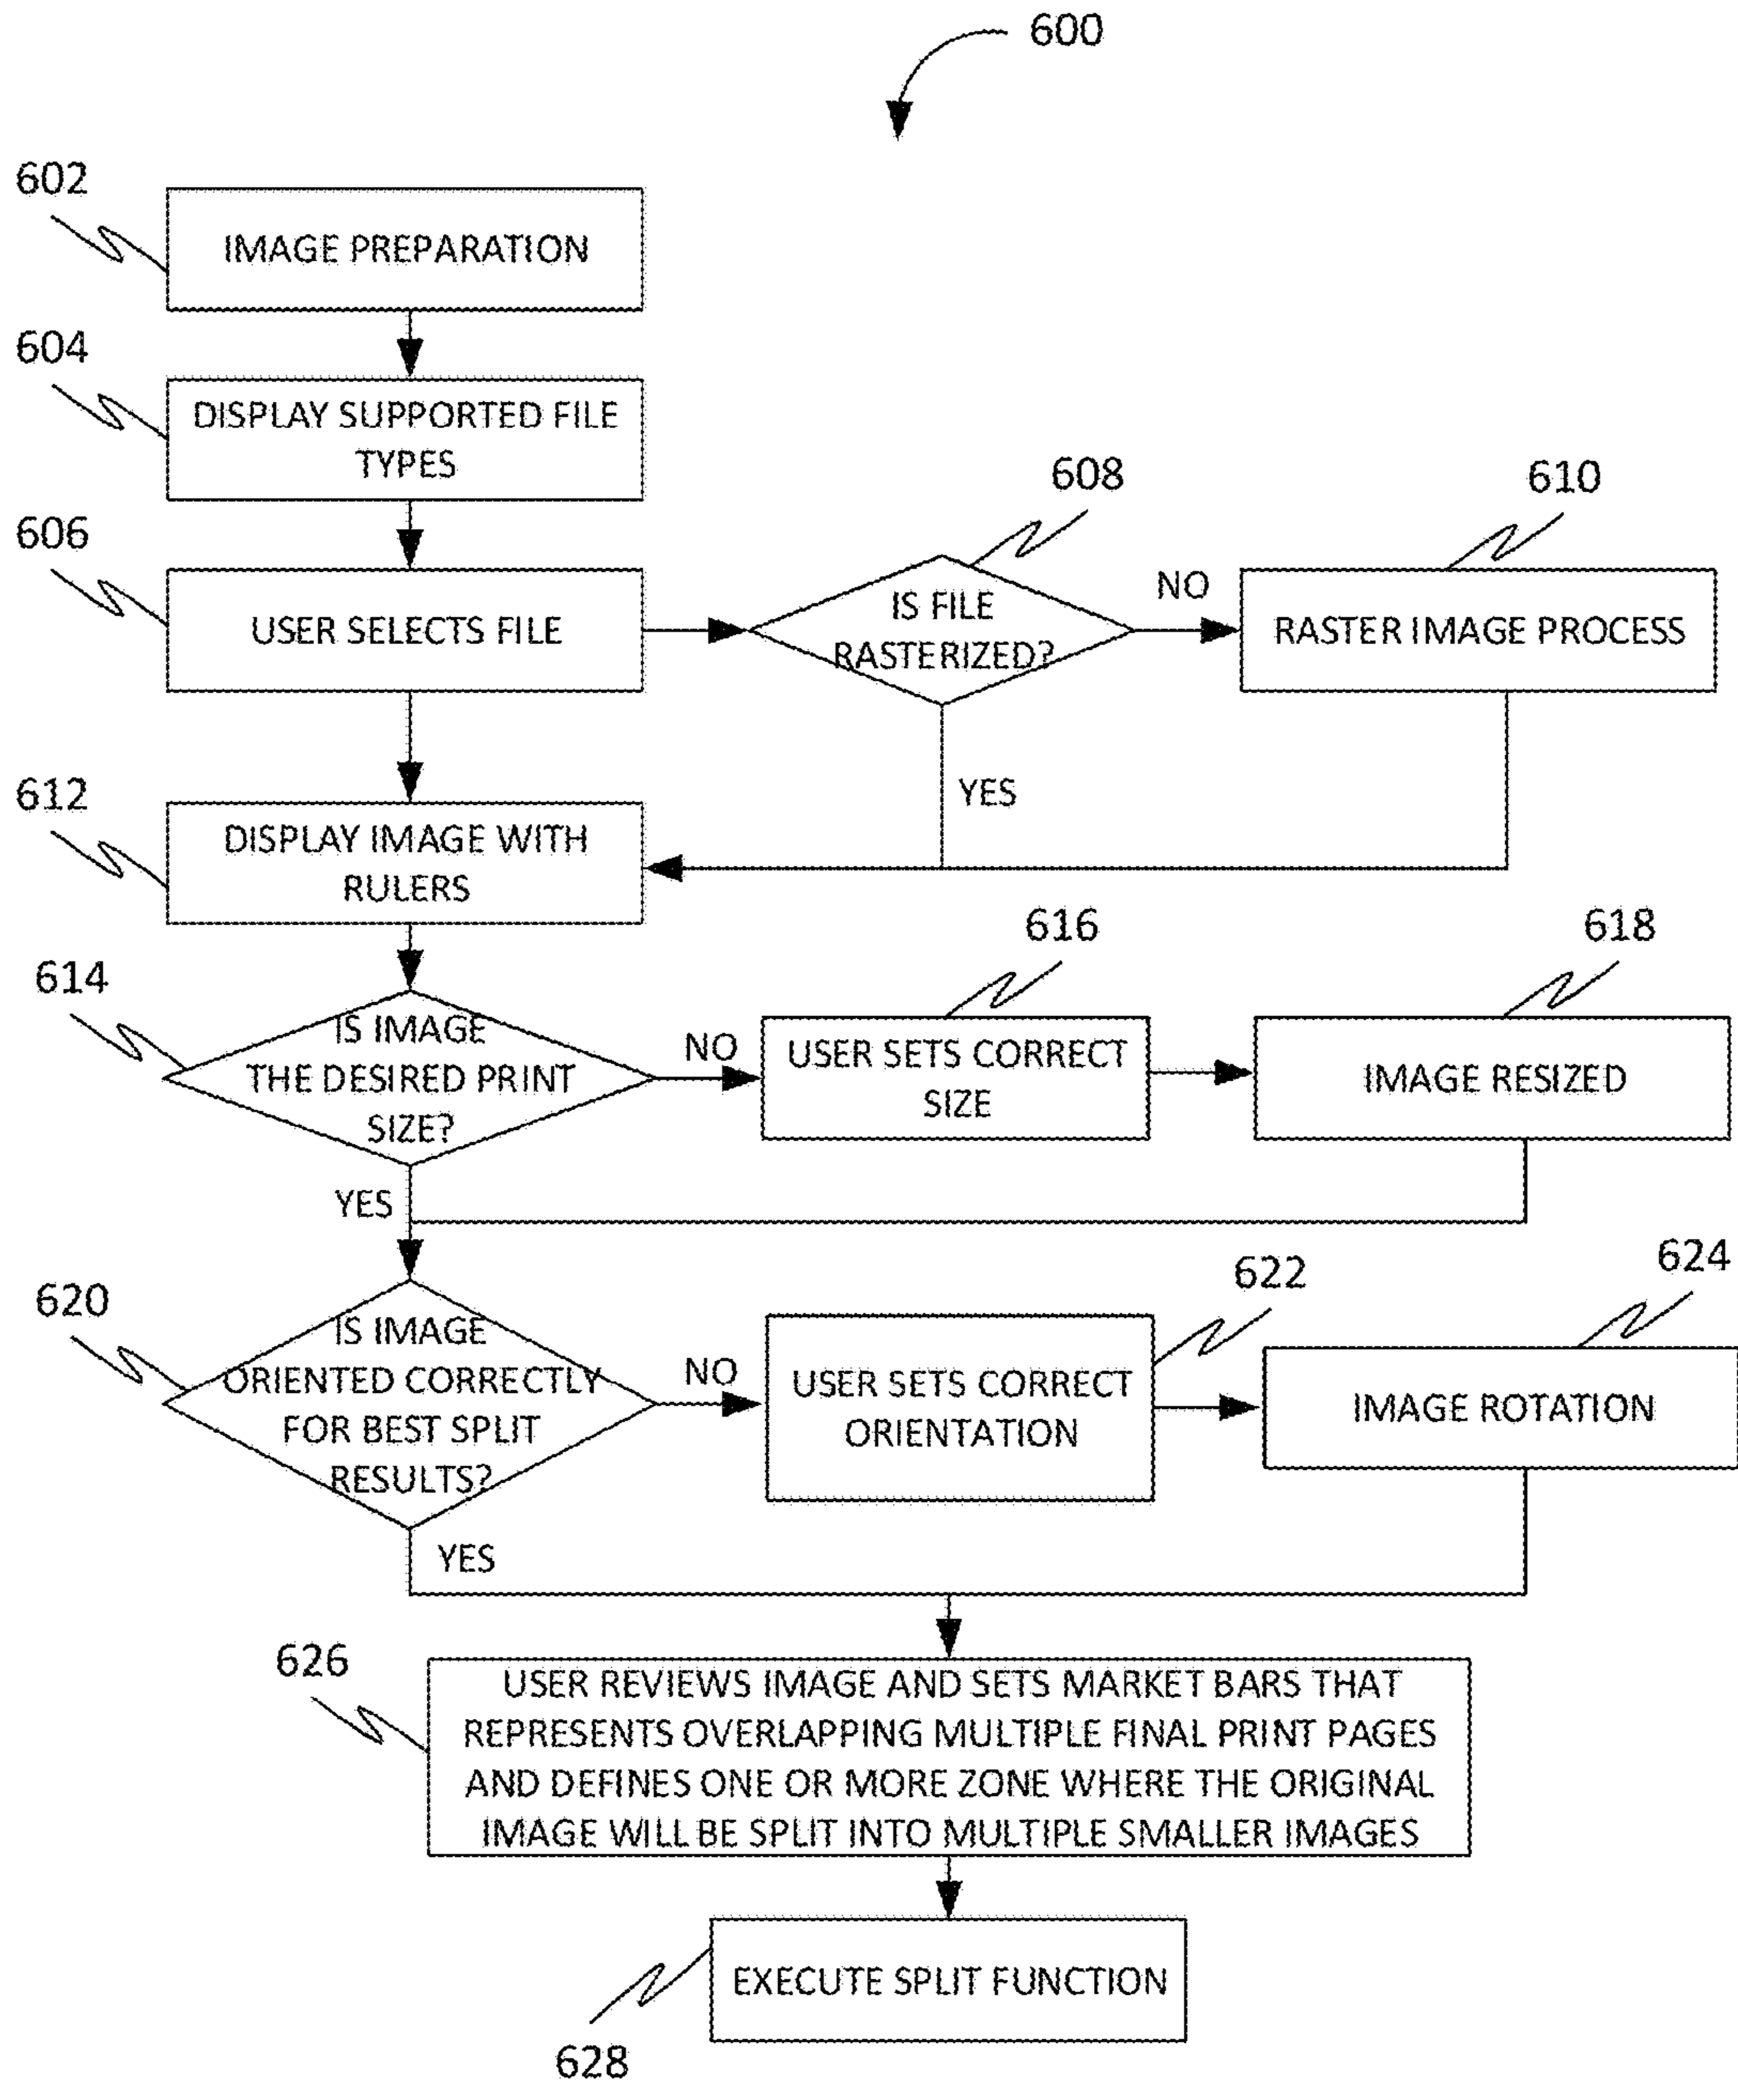 600
602
IMAGE PREPARATION
604
DISPLAY SUPPORTED FILE
TYPES
606
USER SELECTS FILE
608
IS FILE
RASTERIZED?
NO
610
RASTER IMAGE PROCESS
YES
612
DISPLAY IMAGE WITH
RULERS
614
IS IMAGE
THE DESIRED PRINT
SIZE?
NO
616
USER SETS CORRECT
SIZE
618
IMAGE RESIZED
YES
620
IS IMAGE
ORIENTED CORRECTLY
FOR BEST SPLIT
RESULTS?
NO
622
USER SETS CORRECT
ORIENTATION
624
IMAGE ROTATION
YES
626
USER REVIEWS IMAGE AND SETS MARKET BARS THAT
REPRESENTS OVERLAPPING MULTIPLE FINAL PRINT PAGES
AND DEFINES ONE OR MORE ZONE WHERE THE ORIGINAL
IMAGE WILL BE SPLIT INTO MULTIPLE SMALLER IMAGES
EXECUTE SPLIT FUNCTION
628